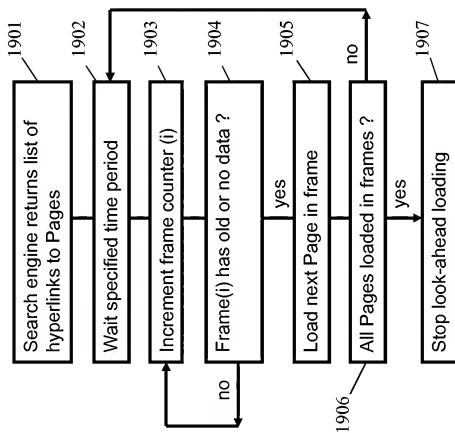 1901
Search engine returns list of
hyperlinks to Pages
1902
Wait specified time period
1903
Increment frame counter (i)
1904
Frame(i) has old or no data ?
no
yes
1905
Load next Page in frame
1906
All Pages loaded in frames ?
no
yes
1907
Stop look-ahead loading